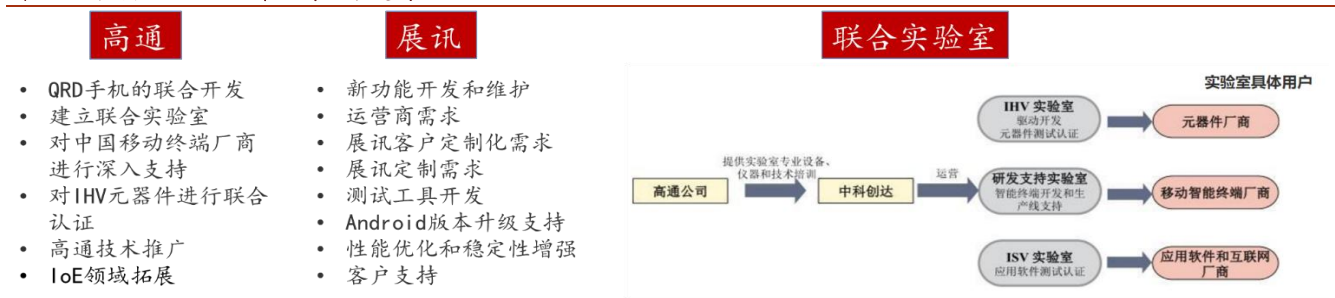 高通
• QRD手机的联合开发
• 建立联合实验室
• 对中国移动终端厂商
进行深入支持
• 对IHV元器件进行联合
认证
• 高通技术推广
• IoE领域拓展
展讯
• 新功能开发和维护
• 运营商需求
• 展讯客户定制化需求
• 展讯定制需求
• 测试工具开发
• Android版本升级支持
• 性能优化和稳定性增强
• 客户支持
联合实验室
实验室具体用户
高通公司
提供实验室专业设备、
仪器和技术培训
中科创达
运营
IHV 实验室
驱动开发
元器件测试认证
元器件厂商
研发支持实验室
智能终端开发和生
产线支持
移动智能终端厂商
ISV 实验室
应用软件测试认证
应用软件和互联网
厂商